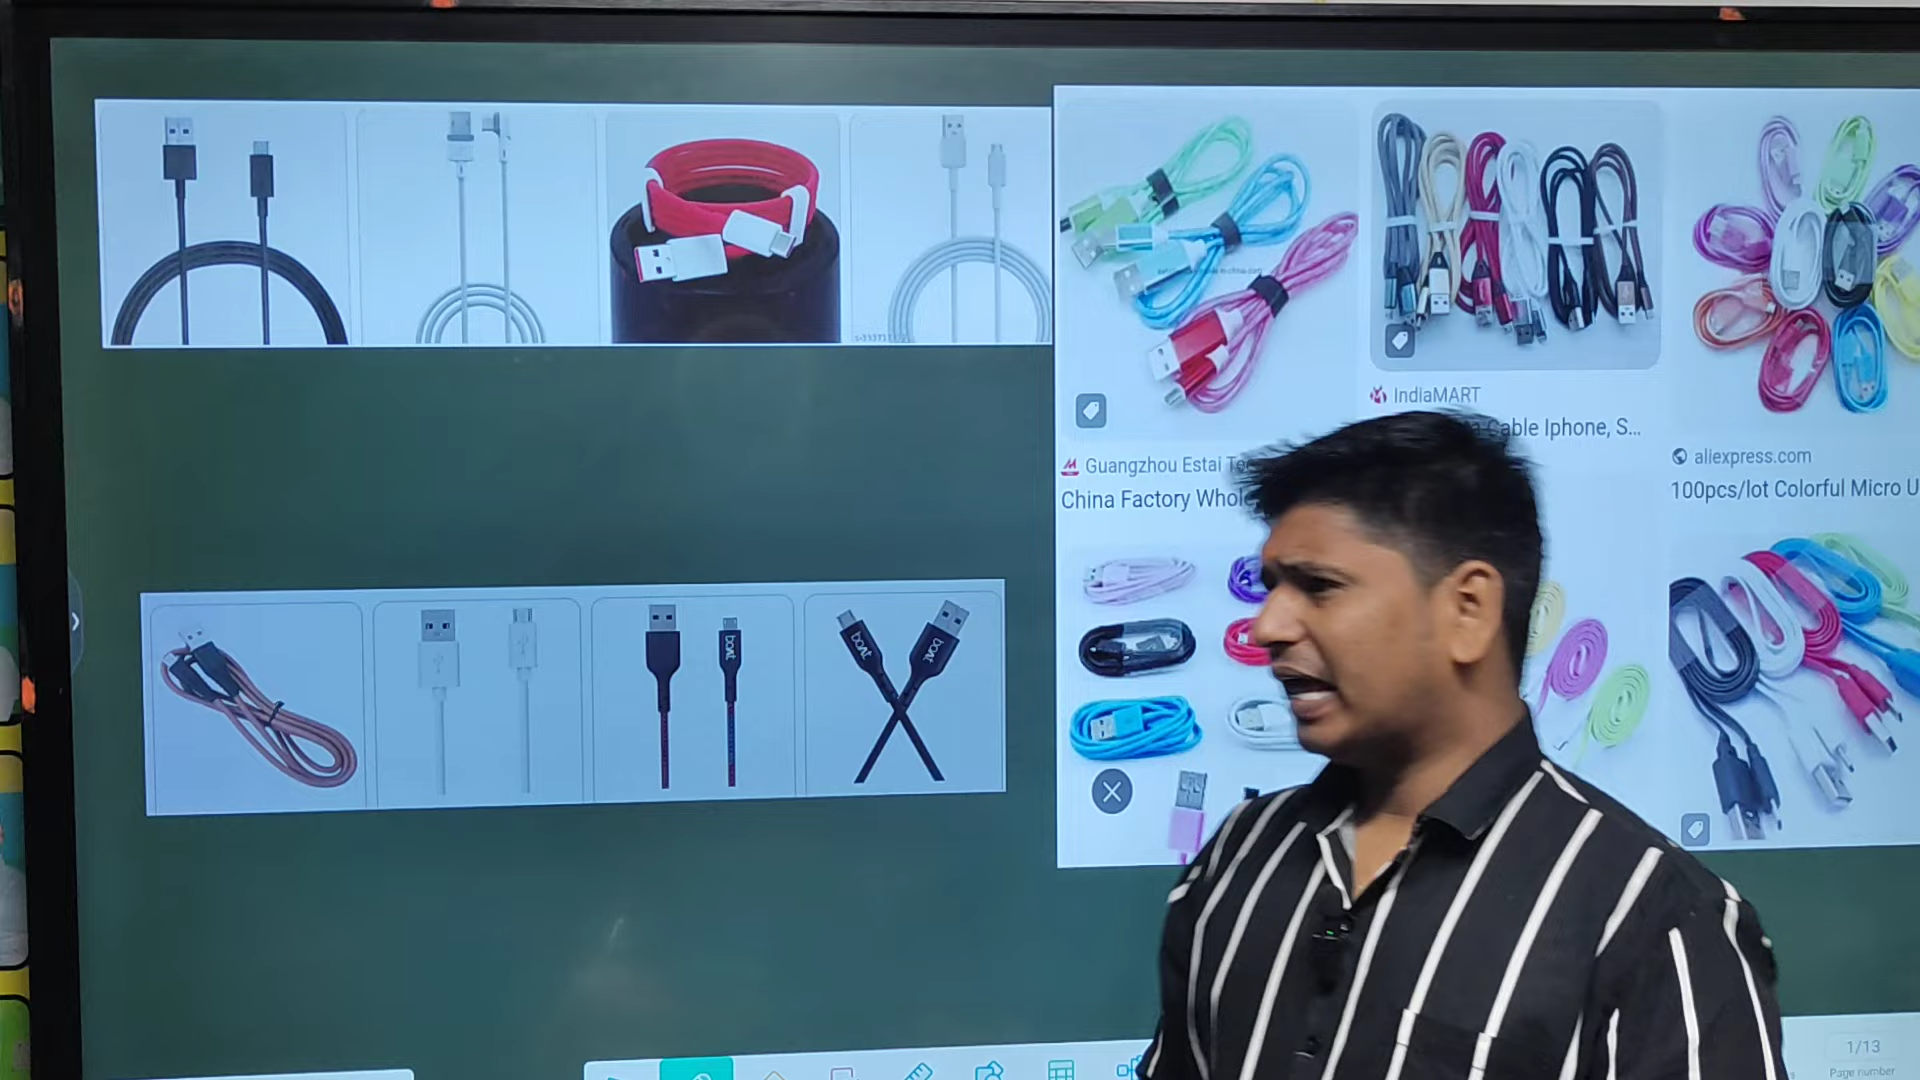 IndiaMART
Cable Iphone, S...
Guangzhou Estai
China Factory
aliexpress.com
100pcs/lot Colorful Micro U
boAt
boAt
boAt
1/13
Page number